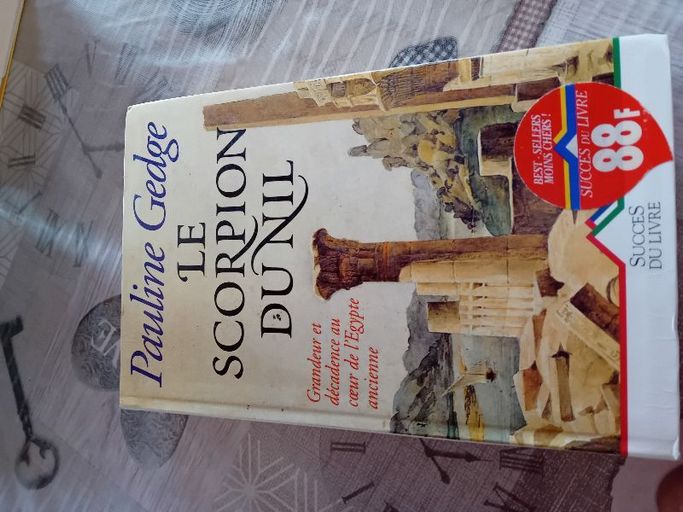 Pauline Gedge
LE
SCORPION
DU NIL
Grandeur et
décadence au
cœur de l'Egypte
ancienne
BEST-SELLERS
MOINS CHERS !
SUCCES DU LIVRE
88F
SUCCES
DU LIVRE